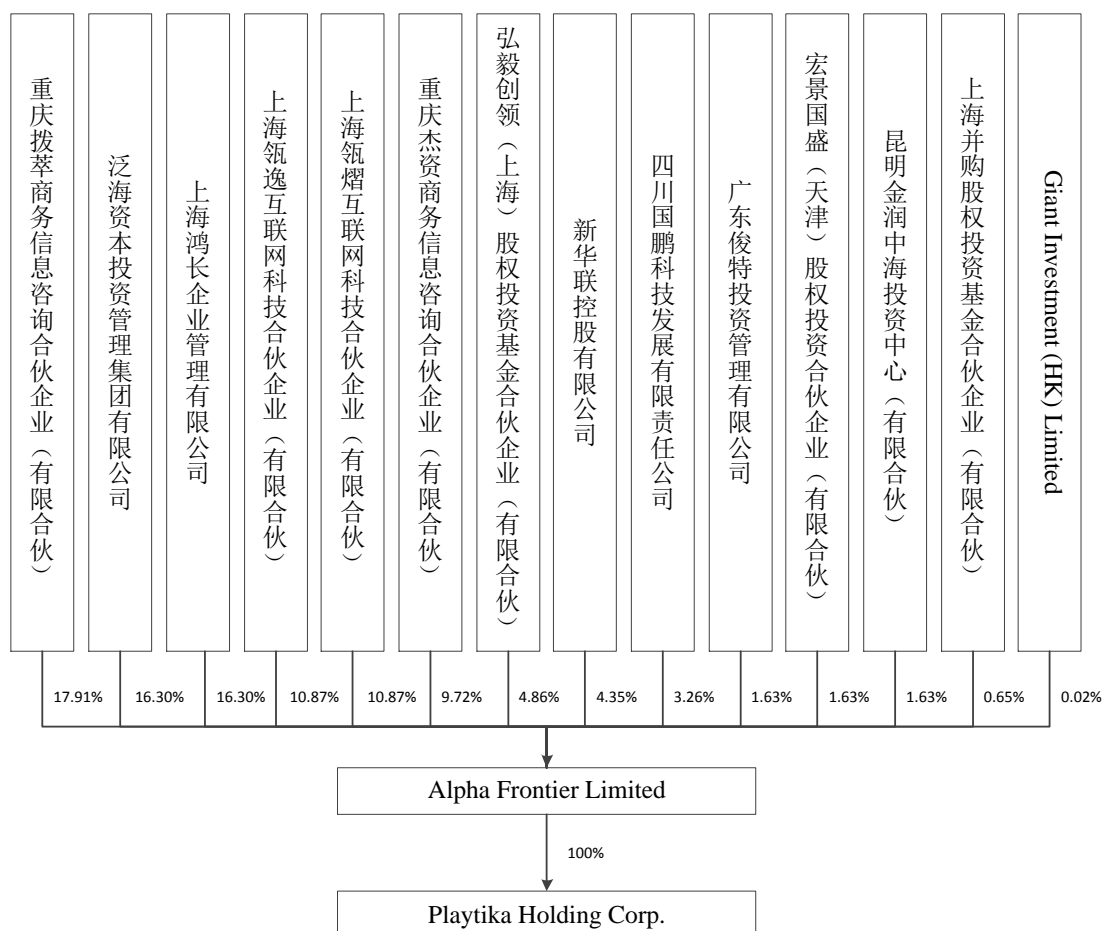 重庆拨萃商务信息咨询合伙企业（有限合伙）
泛海资本投资管理集团有限公司
上海鸿长企业管理有限公司
上海瓴逸互联网科技合伙企业（有限合伙）
上海瓴熠互联网科技合伙企业（有限合伙）
重庆杰资商务信息咨询合伙企业（有限合伙）
弘毅创领（上海）股权投资基金合伙企业（有限合伙）
新华联控股有限公司
四川国鹏科技发展有限责任公司
广东俊特投资管理有限公司
宏景国盛（天津）股权投资合伙企业（有限合伙）
昆明金润中海投资中心（有限合伙）
上海并购股权投资基金合伙企业（有限合伙）
Giant Investment (HK) Limited
17.91%
16.30%
16.30%
10.87%
10.87%
9.72%
4.86%
4.35%
3.26%
1.63%
1.63%
1.63%
0.65%
0.02%
Alpha Frontier Limited
100%
Playtika Holding Corp.